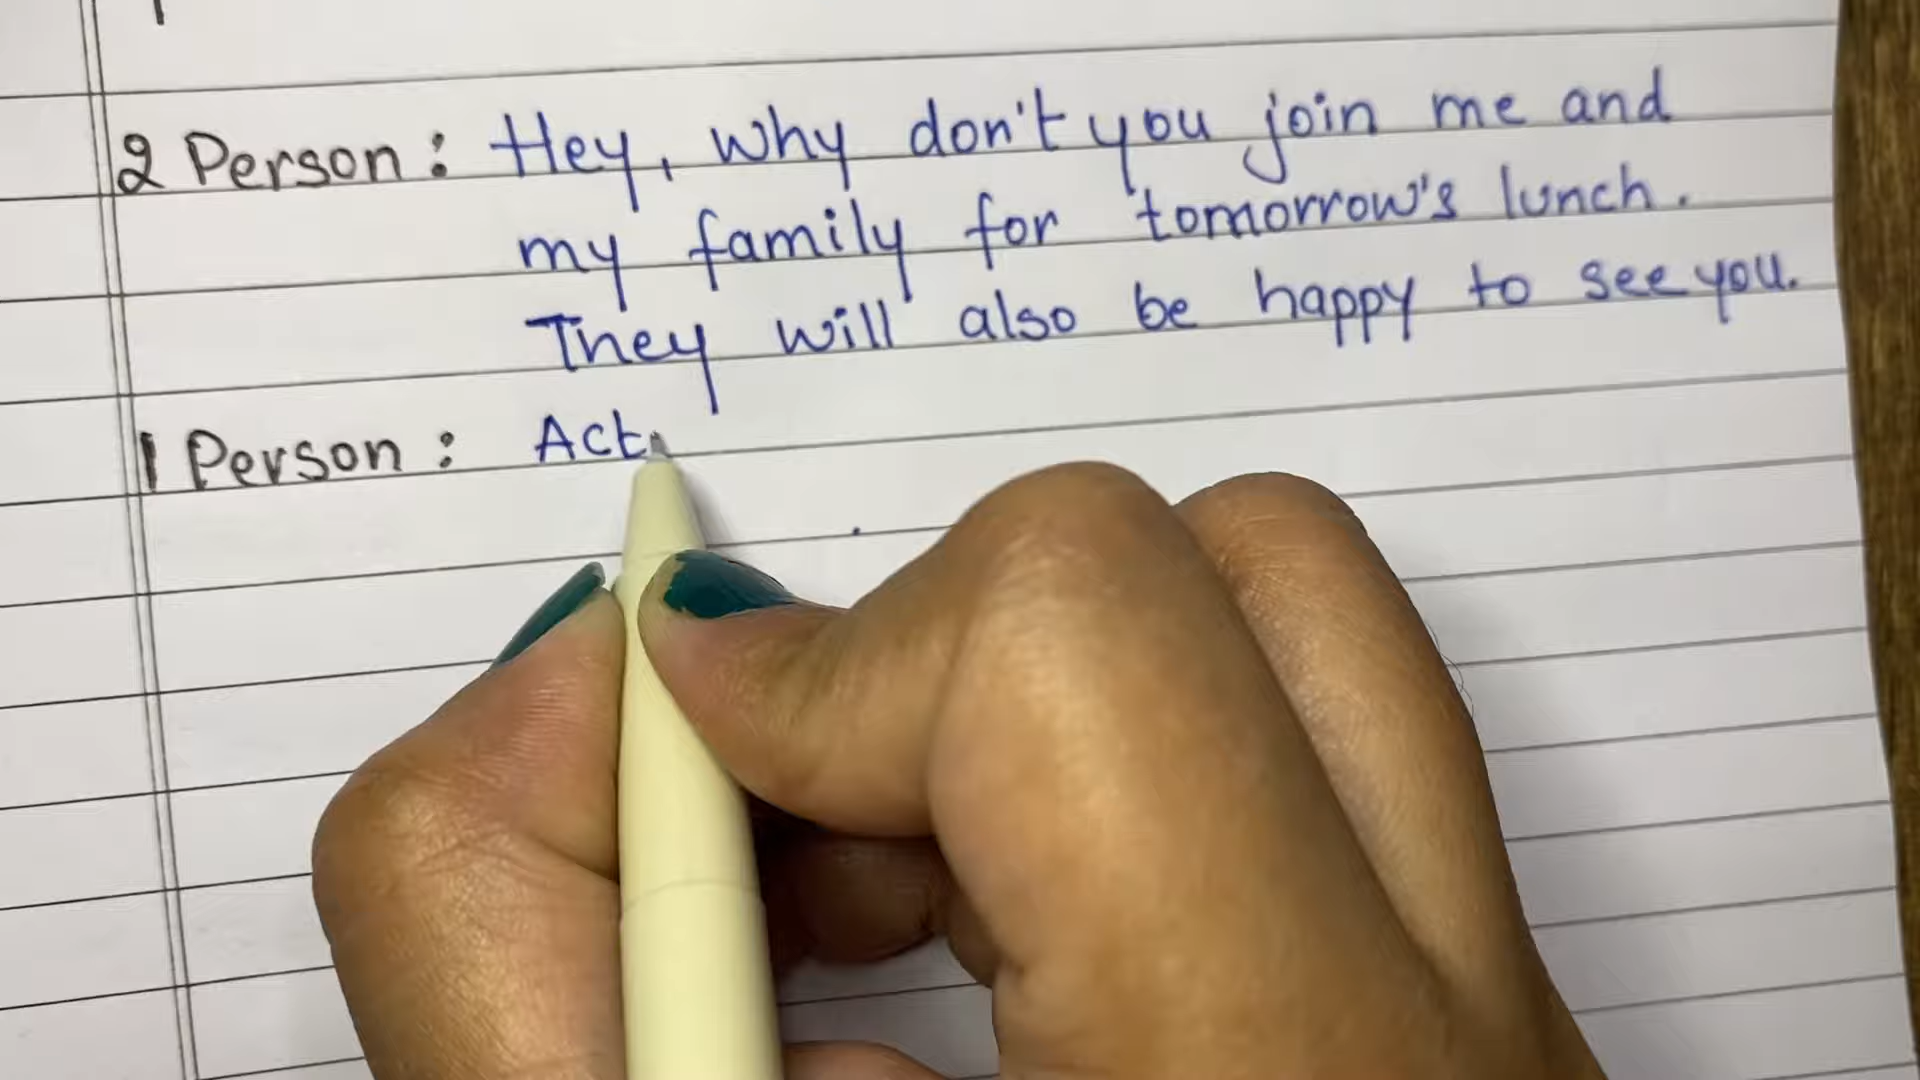 2 Person: Hey, why don't you join me and
my family for tomorrow's lunch.
They will also be happy to see you.
1 Person: Act